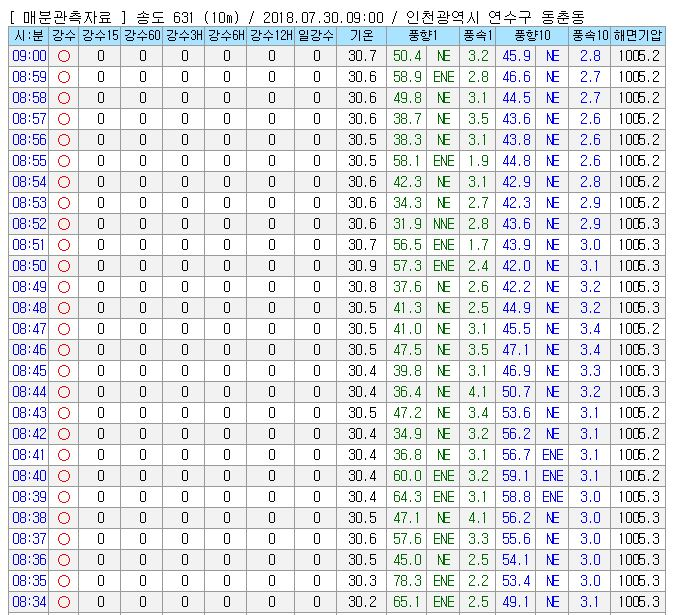 [ 매분관측자료 ] 송도 631 (10m) / 2018.07.30.09:00 / 인천광역시 연수구 동춘동
시:분 강수 강수15 강수60 강수3H 강수6H 강수12H 일강수 기온 풍향1 풍속1 풍향10 풍속10 해면기압
09:00 ○ 0 0 0 0 0 0 30.7 50.4 NE 3.2 45.9 NE 2.8 1005.2
08:59 ○ 0 0 0 0 0 0 30.6 58.9 ENE 2.8 46.6 NE 2.7 1005.2
08:58 ○ 0 0 0 0 0 0 30.6 49.8 NE 3.1 44.5 NE 2.7 1005.2
08:57 ○ 0 0 0 0 0 0 30.6 38.7 NE 3.5 43.6 NE 2.6 1005.2
08:56 ○ 0 0 0 0 0 0 30.5 38.3 NE 3.1 43.8 NE 2.6 1005.2
08:55 ○ 0 0 0 0 0 0 30.5 58.1 ENE 1.9 44.8 NE 2.6 1005.2
08:54 ○ 0 0 0 0 0 0 30.6 42.3 NE 3.1 42.9 NE 2.8 1005.2
08:53 ○ 0 0 0 0 0 0 30.6 34.3 NE 2.7 42.3 NE 2.9 1005.2
08:52 ○ 0 0 0 0 0 0 30.6 31.9 NNE 2.8 43.6 NE 2.9 1005.3
08:51 ○ 0 0 0 0 0 0 30.7 56.5 ENE 1.7 43.9 NE 3.0 1005.3
08:50 ○ 0 0 0 0 0 0 30.9 57.3 ENE 2.4 42.0 NE 3.1 1005.3
08:49 ○ 0 0 0 0 0 0 30.8 37.6 NE 2.6 42.2 NE 3.2 1005.3
08:48 ○ 0 0 0 0 0 0 30.5 41.3 NE 2.5 44.9 NE 3.2 1005.3
08:47 ○ 0 0 0 0 0 0 30.5 41.0 NE 3.1 45.5 NE 3.4 1005.2
08:46 ○ 0 0 0 0 0 0 30.5 47.5 NE 3.5 47.1 NE 3.4 1005.3
08:45 ○ 0 0 0 0 0 0 30.4 39.8 NE 3.1 46.9 NE 3.3 1005.3
08:44 ○ 0 0 0 0 0 0 30.4 36.4 NE 4.1 50.7 NE 3.2 1005.3
08:43 ○ 0 0 0 0 0 0 30.5 47.2 NE 3.4 53.6 NE 3.1 1005.2
08:42 ○ 0 0 0 0 0 0 30.4 34.9 NE 3.2 56.2 NE 3.1 1005.2
08:41 ○ 0 0 0 0 0 0 30.4 36.8 NE 3.1 56.7 ENE 3.1 1005.2
08:40 ○ 0 0 0 0 0 0 30.4 60.0 ENE 3.2 59.1 ENE 3.1 1005.2
08:39 ○ 0 0 0 0 0 0 30.4 64.3 ENE 3.1 58.8 ENE 3.0 1005.3
08:38 ○ 0 0 0 0 0 0 30.5 47.1 NE 4.1 56.2 NE 3.0 1005.3
08:37 ○ 0 0 0 0 0 0 30.6 57.6 ENE 3.3 55.6 NE 3.0 1005.3
08:36 ○ 0 0 0 0 0 0 30.5 45.0 NE 2.5 54.1 NE 3.0 1005.3
08:35 ○ 0 0 0 0 0 0 30.3 78.3 ENE 2.2 53.4 NE 3.0 1005.3
08:34 ○ 0 0 0 0 0 0 30.2 65.1 ENE 2.5 49.1 NE 3.1 1005.3